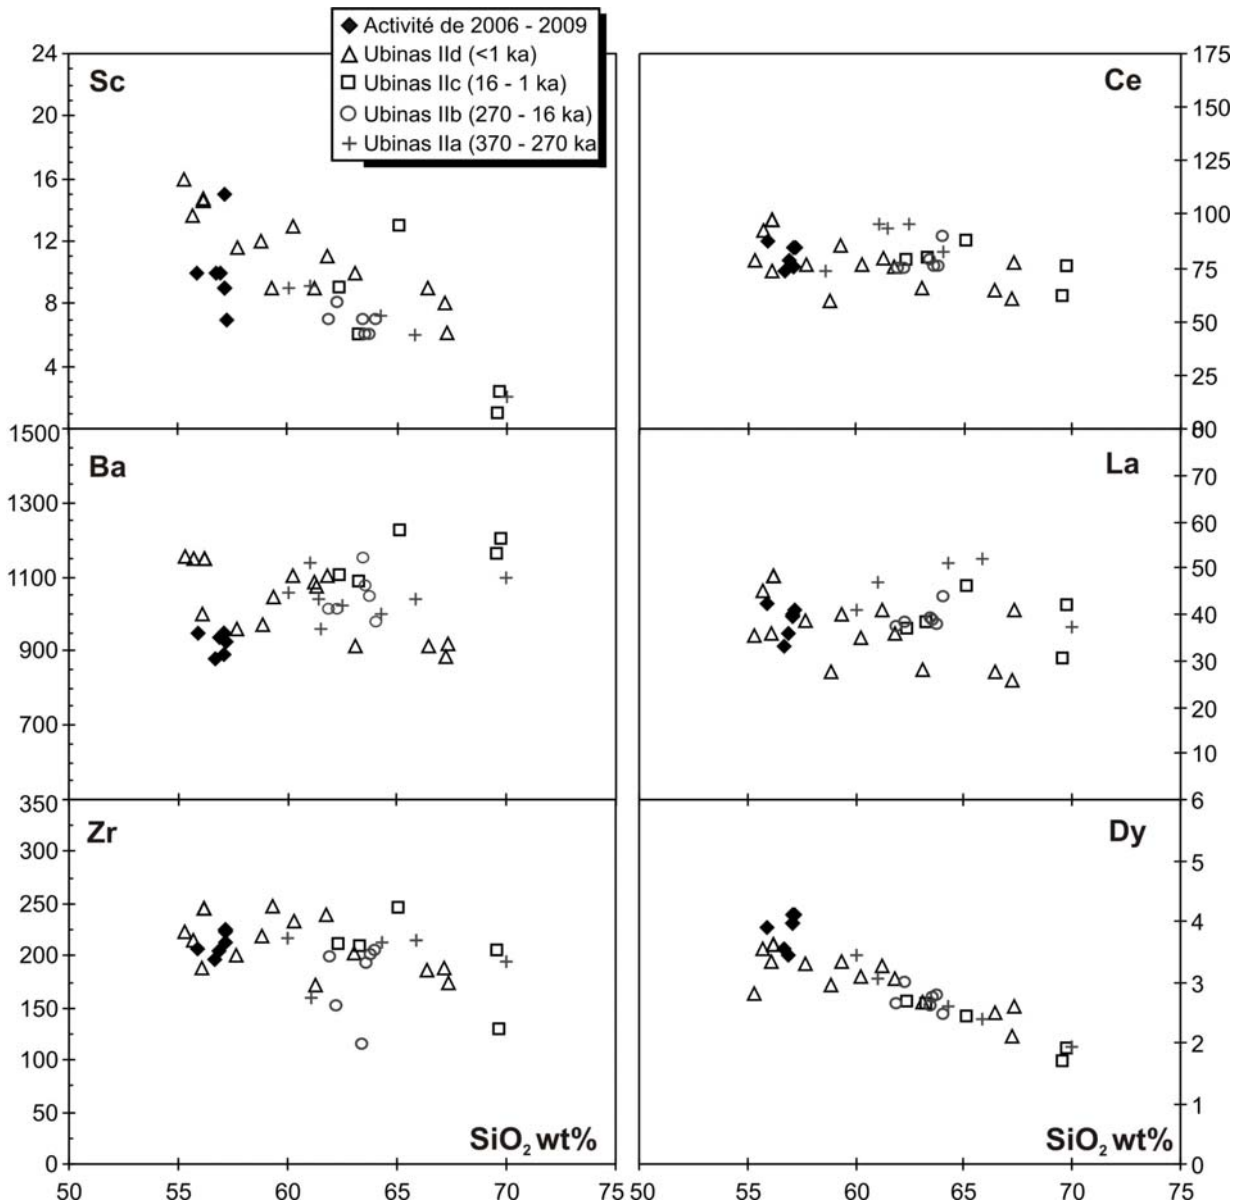 Activité de 2006 - 2009
Ubinas IId (<1 ka)
Ubinas IIc (16 - 1 ka)
Ubinas IIb (270 - 16 ka)
Ubinas IIa (370 - 270 ka
Sc
24
20
16
12
8
4
Ce
175
150
125
100
75
50
25
0
Ba
1500
1300
1100
900
700
La
80
70
60
50
40
30
20
10
Zr
350
300
250
200
150
100
50
0
SiO2 wt%
50 55 60 65 70 75
Dy
6
5
4
3
2
1
0
SiO2 wt%
50 55 60 65 70 75